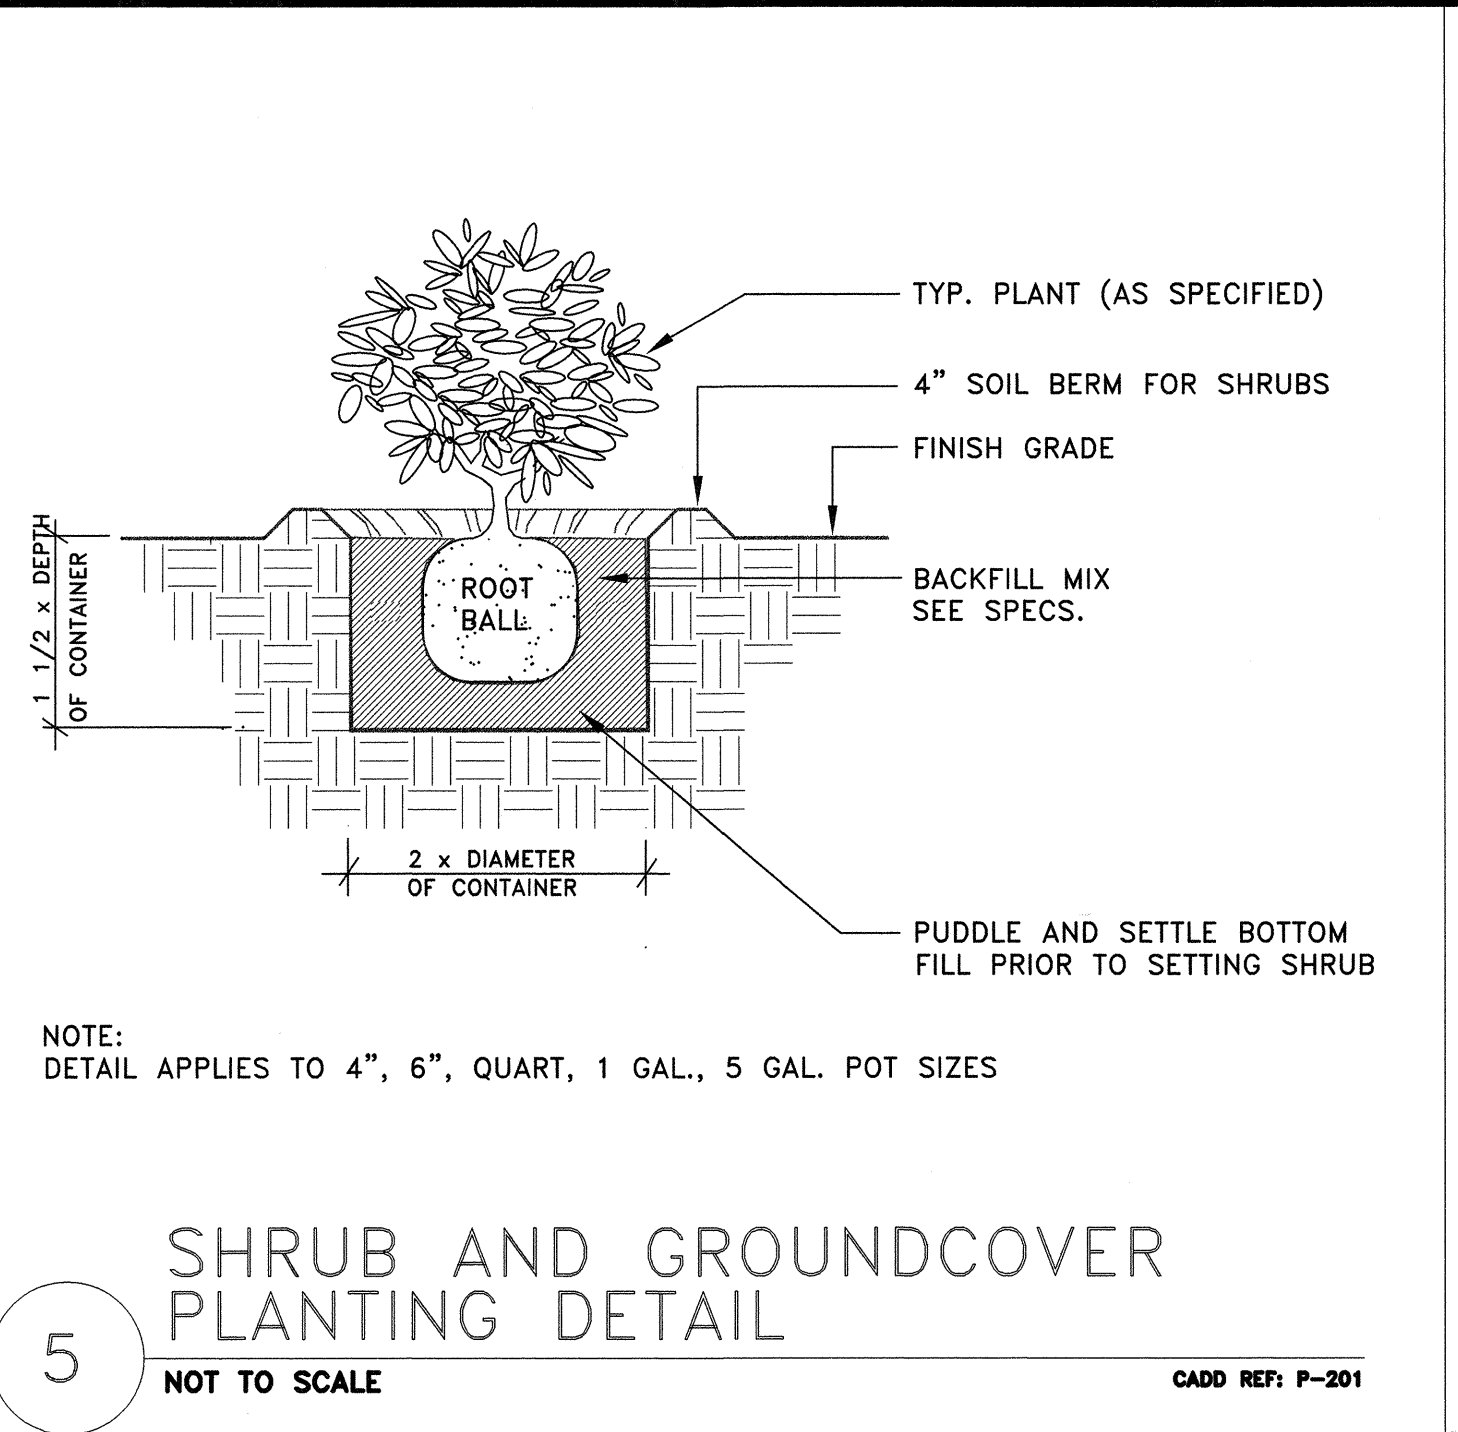 TYP. PLANT (AS SPECIFIED)
4” SOIL BERM FOR SHRUBS
FINISH GRADE
BACKFILL MIX
SEE SPECS.
ROOT
BALL
1 1/2 x DEPTH
OF CONTAINER
2 x DIAMETER
OF CONTAINER
PUDDLE AND SETTLE BOTTOM
FILL PRIOR TO SETTING SHRUB
NOTE:
DETAIL APPLIES TO 4”, 6”, QUART, 1 GAL., 5 GAL. POT SIZES
SHRUB AND GROUNDCOVER
PLANTING DETAIL
5
NOT TO SCALE
CADD REF: P-201